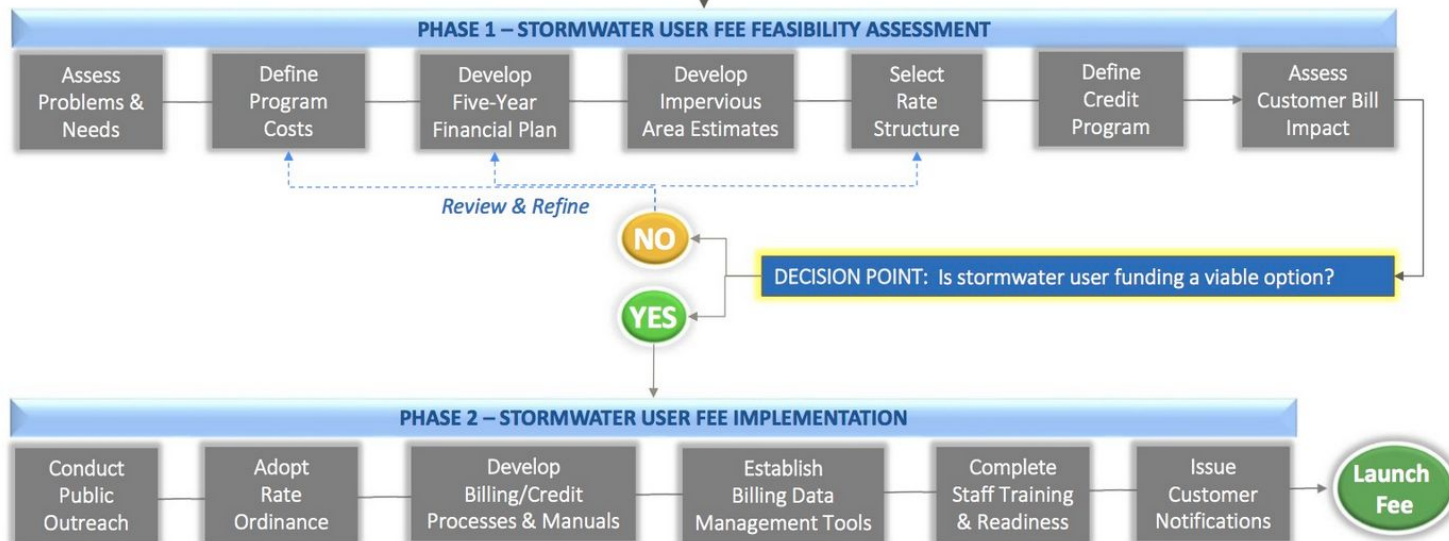 PHASE 1 – STORMWATER USER FEE FEASIBILITY ASSESSMENT
Assess
Problems &
Needs
Define
Program
Costs
Develop
Five-Year
Financial Plan
Develop
Impervious
Area Estimates
Select
Rate
Structure
Define
Credit
Program
Assess
Customer Bill
Impact
Review & Refine
NO
DECISION POINT: Is stormwater user funding a viable option?
YES
PHASE 2 – STORMWATER USER FEE IMPLEMENTATION
Conduct
Public
Outreach
Adopt
Rate
Ordinance
Develop
Billing/Credit
Processes & Manuals
Establish
Billing Data
Management Tools
Complete
Staff Training
& Readiness
Issue
Customer
Notifications
Launch
Fee